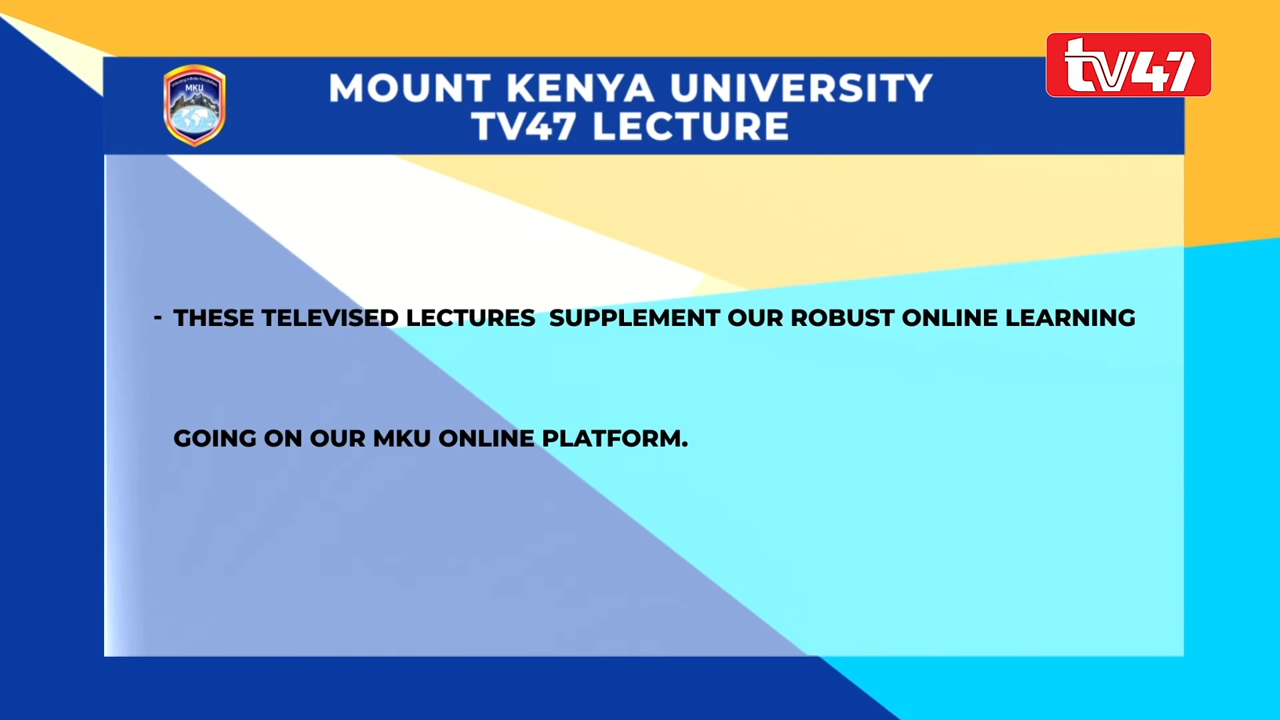 MOUNT KENYA UNIVERSITY
TV47 LECTURE
tv47
MKU
- THESE TELEVISED LECTURES  SUPPLEMENT OUR ROBUST ONLINE LEARNING
GOING ON OUR MKU ONLINE PLATFORM.